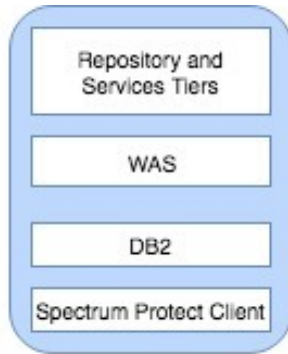 Repository and
Services Tiers
WAS
DB2
Spectrum Protect Client